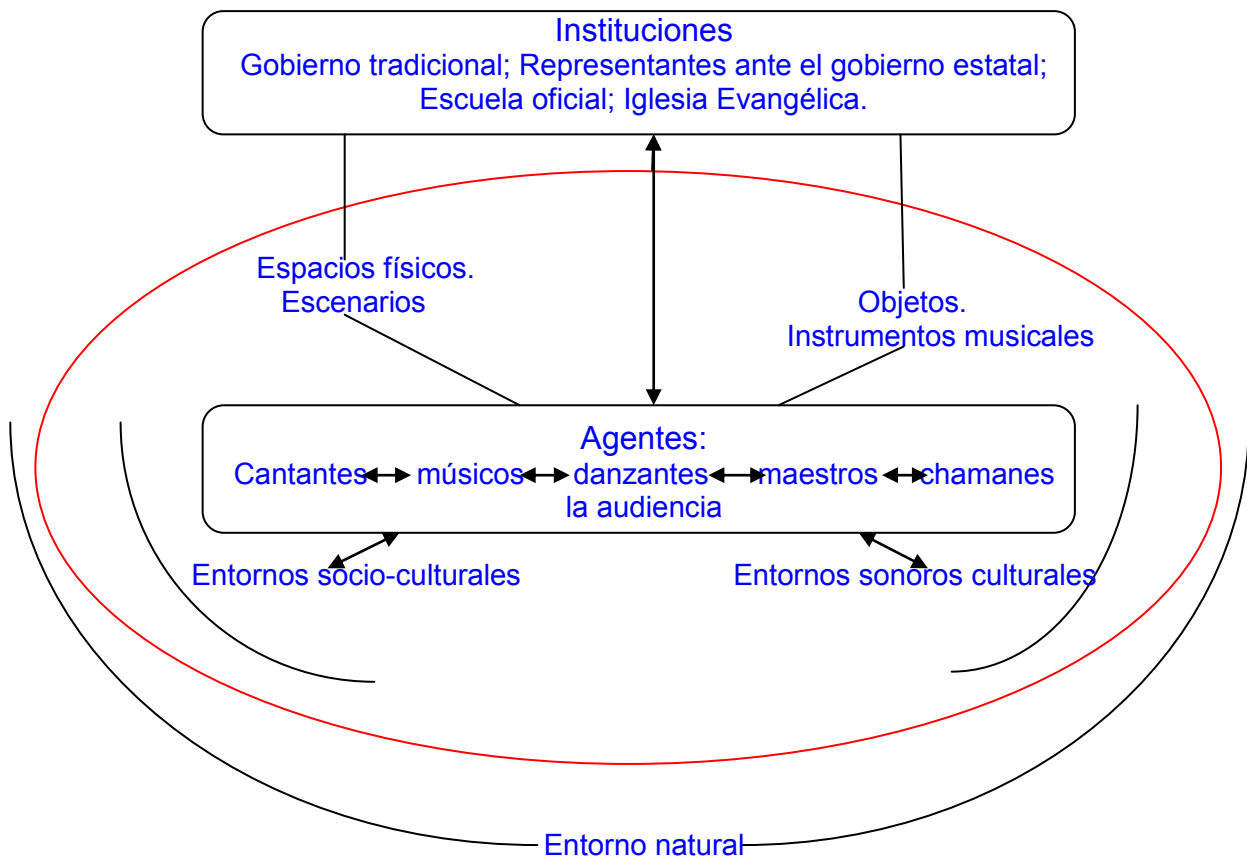 Instituciones
Gobierno tradicional; Representantes ante el gobierno estatal;
Escuela oficial; Iglesia Evangélica.
Espacios físicos.
Escenarios
Objetos.
Instrumentos musicales
Agentes:
Cantantes músicos danzantes maestros chamanes
la audiencia
Entornos socio-culturales
Entornos sonoros culturales
Entorno natural